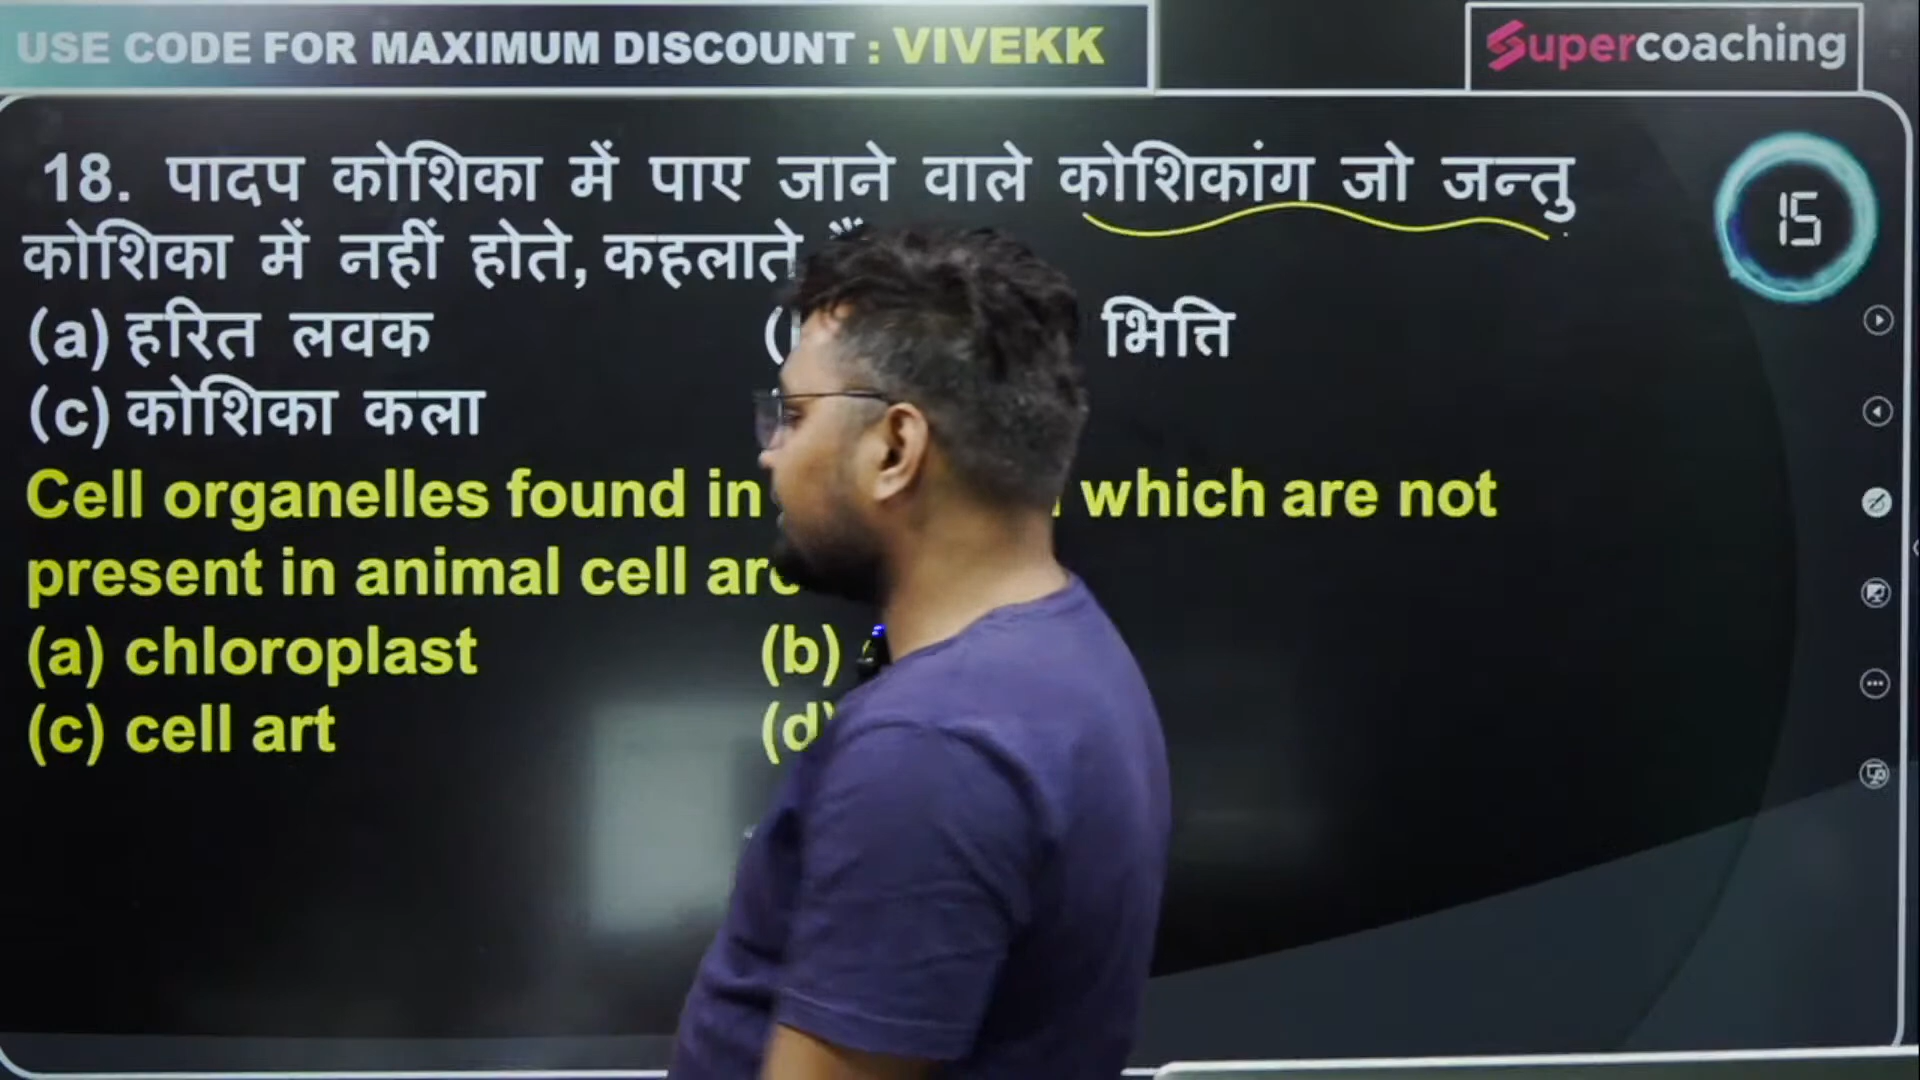 USE CODE FOR MAXIMUM DISCOUNT : VIVEKK
Supercoaching
18. पादप कोशिका में पाए जाने वाले कोशिकांग जो जन्तु
15
कोशिका में नहीं होते, कहलाते
(a) हरित लवक भित्ति
(c) कोशिका कला
Cell organelles found in which are not
present in animal cell are
(a) chloroplast (b)
(c) cell art (d)